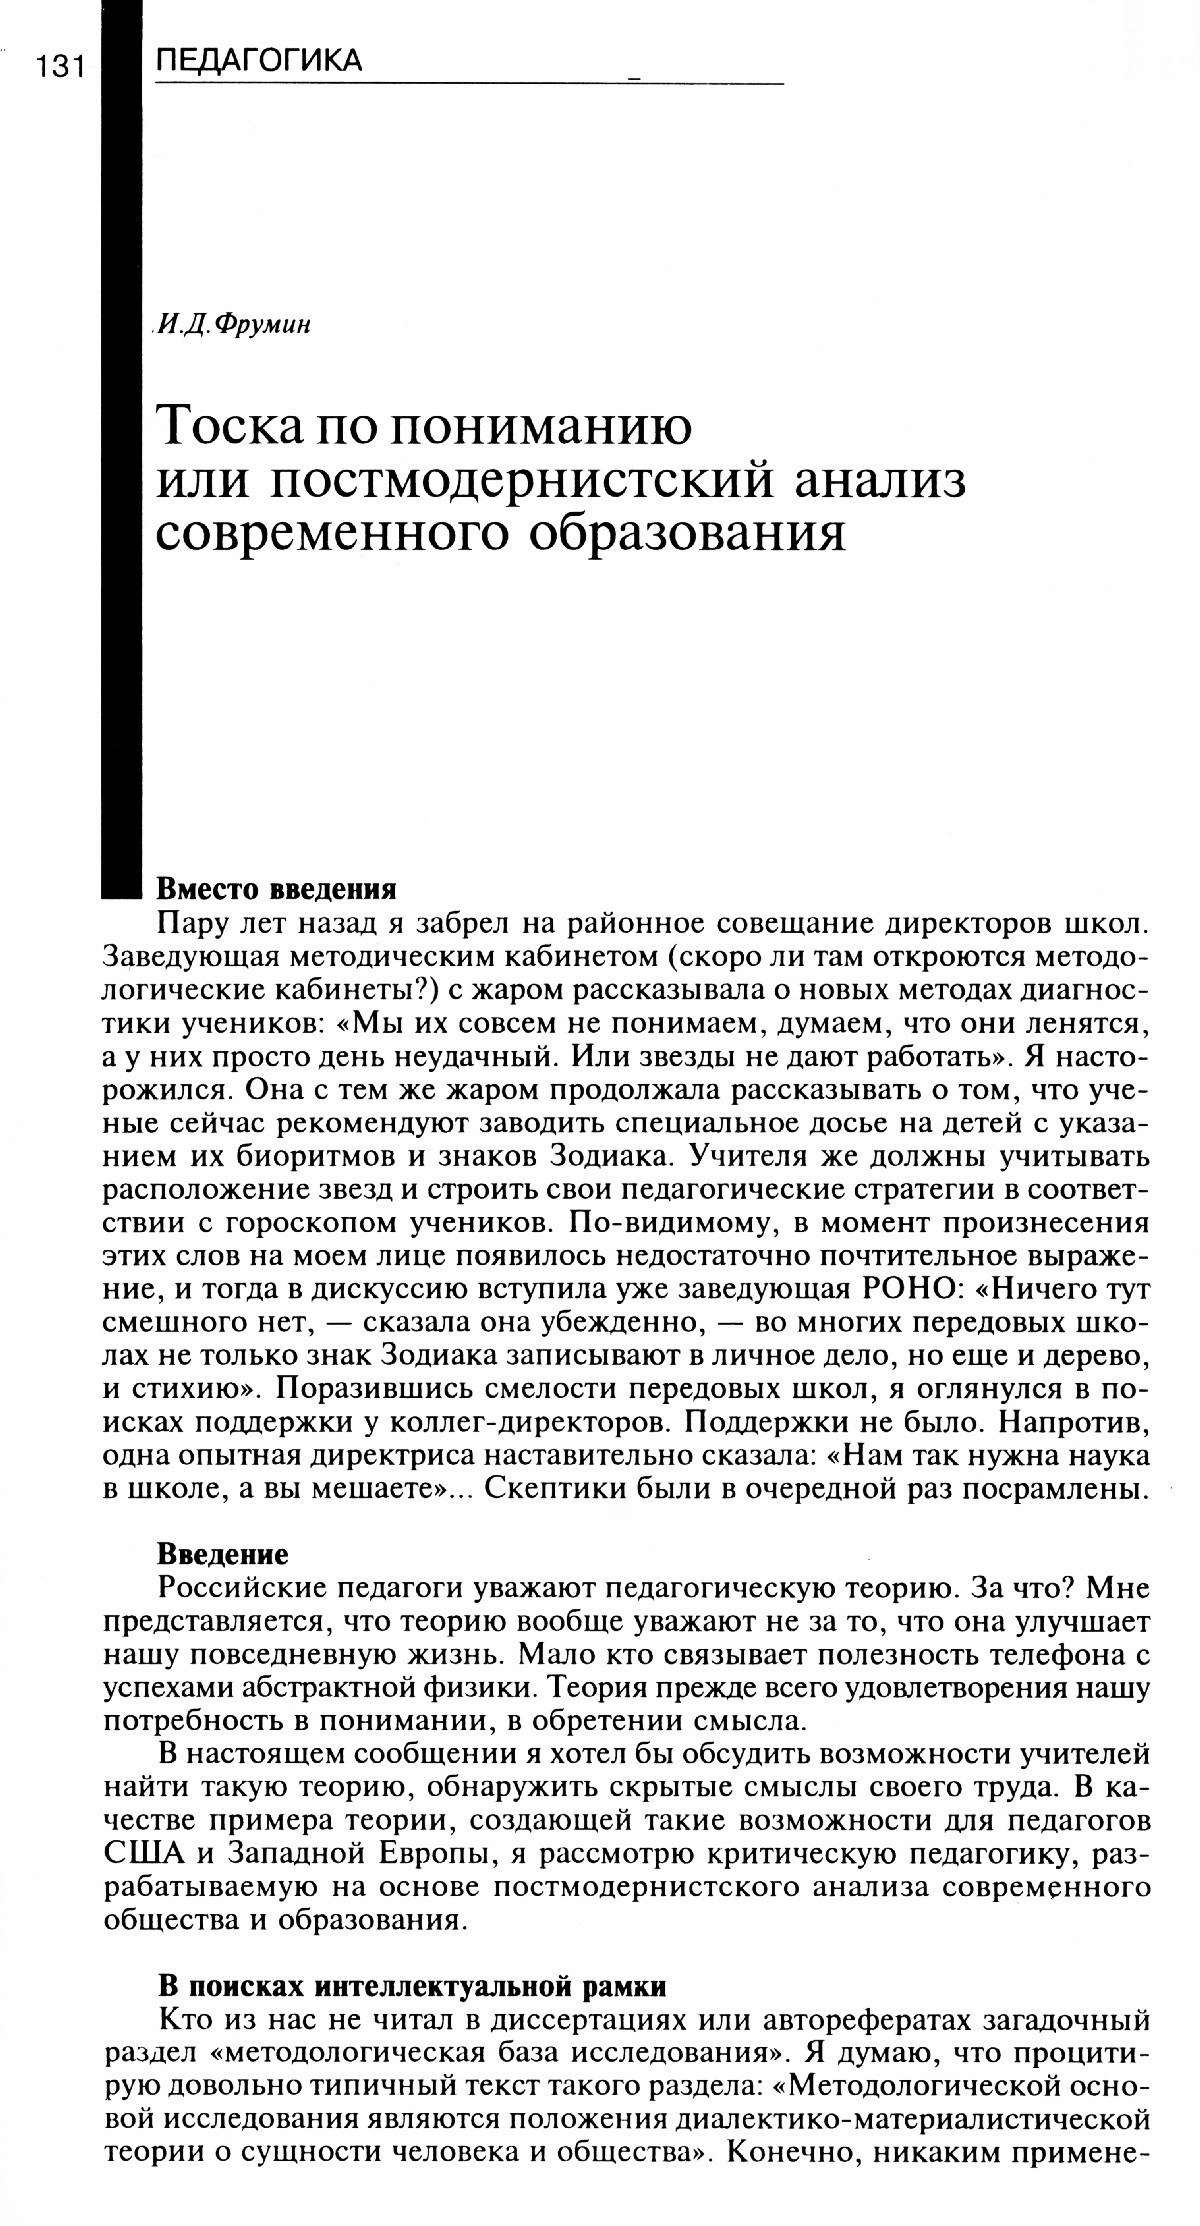 131
ПЕДАГОГИКА
И.Д.Фрумин
Тоска по пониманию
или постмодернистский анализ
современного образования
Вместо введения
Пару лет назад я забрел на районное совещание директоров школ.
Заведующая методическим кабинетом (скоро ли там откроются методо-
логические кабинеты?) с жаром рассказывала о новых методах диагнос-
тики учеников: «Мы их совсем не понимаем, думаем, что они ленятся,
а у них просто день неудачный. Или звезды не дают работать». Я насто-
рожился. Она с тем же жаром продолжала рассказывать о том, что уче-
ные сейчас рекомендуют заводить специальное досье на детей с указа-
нием их биоритмов и знаков Зодиака. Учителя же должны учитывать
расположение звезд и строить свои педагогические стратегии в соответ-
ствии с гороскопом учеников. По-видимому, в момент произнесения
этих слов на моем лице появилось недостаточно почтительное выраже-
ние, и тогда в дискуссию вступила уже заведующая РОНО: «Ничего тут
смешного нет, — сказала она убежденно, — во многих передовых шко-
лах не только знак Зодиака записывают в личное дело, но еще и дерево,
и стихию». Поразившись смелости передовых школ, я оглянулся в по-
исках поддержки у коллег-директоров. Поддержки не было. Напротив,
одна опытная директриса наставительно сказала: «Нам так нужна наука
в школе, а вы мешаете»... Скептики были в очередной раз посрамлены.
Введение
Российские педагоги уважают педагогическую теорию. За что? Мне
представляется, что теорию вообще уважают не за то, что она улучшает
нашу повседневную жизнь. Мало кто связывает полезность телефона с
успехами абстрактной физики. Теория прежде всего удовлетворения нашу
потребность в понимании, в обретении смысла.
В настоящем сообщении я хотел бы обсудить возможности учителей
найти такую теорию, обнаружить скрытые смыслы своего труда. В ка-
честве примера теории, создающей такие возможности для педагогов
США и Западной Европы, я рассмотрю критическую педагогику, раз-
рабатываемую на основе постмодернистского анализа современного
общества и образования.
В поисках интеллектуальной рамки
Кто из нас не читал в диссертациях или авторефератах загадочный
раздел «методологическая база исследования». Я думаю, что процити-
рую довольно типичный текст такого раздела: «Методологической осно-
вой исследования являются положения диалектико-материалистической
теории о сущности человека и общества». Конечно, никаким примене-